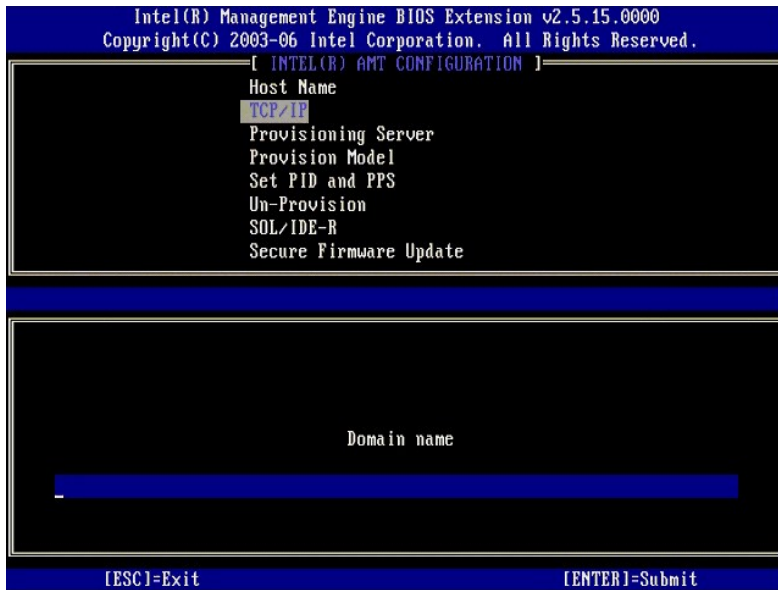 Intel(R) Management Engine BIOS Extension v2.5.15.0000
Copyright(C) 2003-06 Intel Corporation. All Rights Reserved.
[ INTEL(R) AMT CONFIGURATION ]
Host Name
TCP/IP
Provisioning Server
Provision Model
Set PID and PPS
Un-Provision
SOL/IDE-R
Secure Firmware Update
Domain name
[ESC]=Exit [ENTER]=Submit